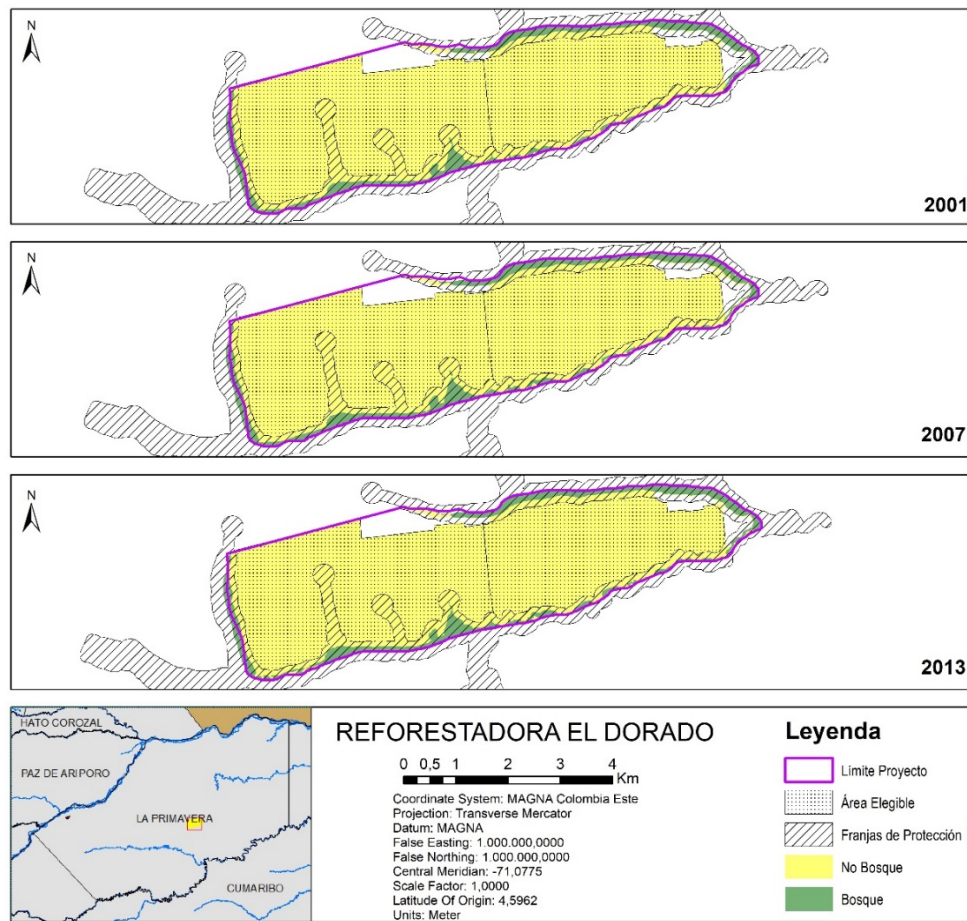 N
2001
N
2007
N
2013
HATO COROZAL
PAZ DE ARIPORO
LA PRIMAVERA
CUMARIBO
REFORESTADORA EL DORADO
0 0,5 1 2 3 4
Km
Coordinate System: MAGNA Colombia Este
Projection: Transverse Mercator
Datum: MAGNA
False Easting: 1.000.000,0000
False Northing: 1.000.000,0000
Central Meridian: -71,0775
Scale Factor: 1,0000
Latitude Of Origin: 4,5962
Units: Meter
Leyenda
Limite Proyecto
Área Elegible
Franjas de Protección
No Bosque
Bosque